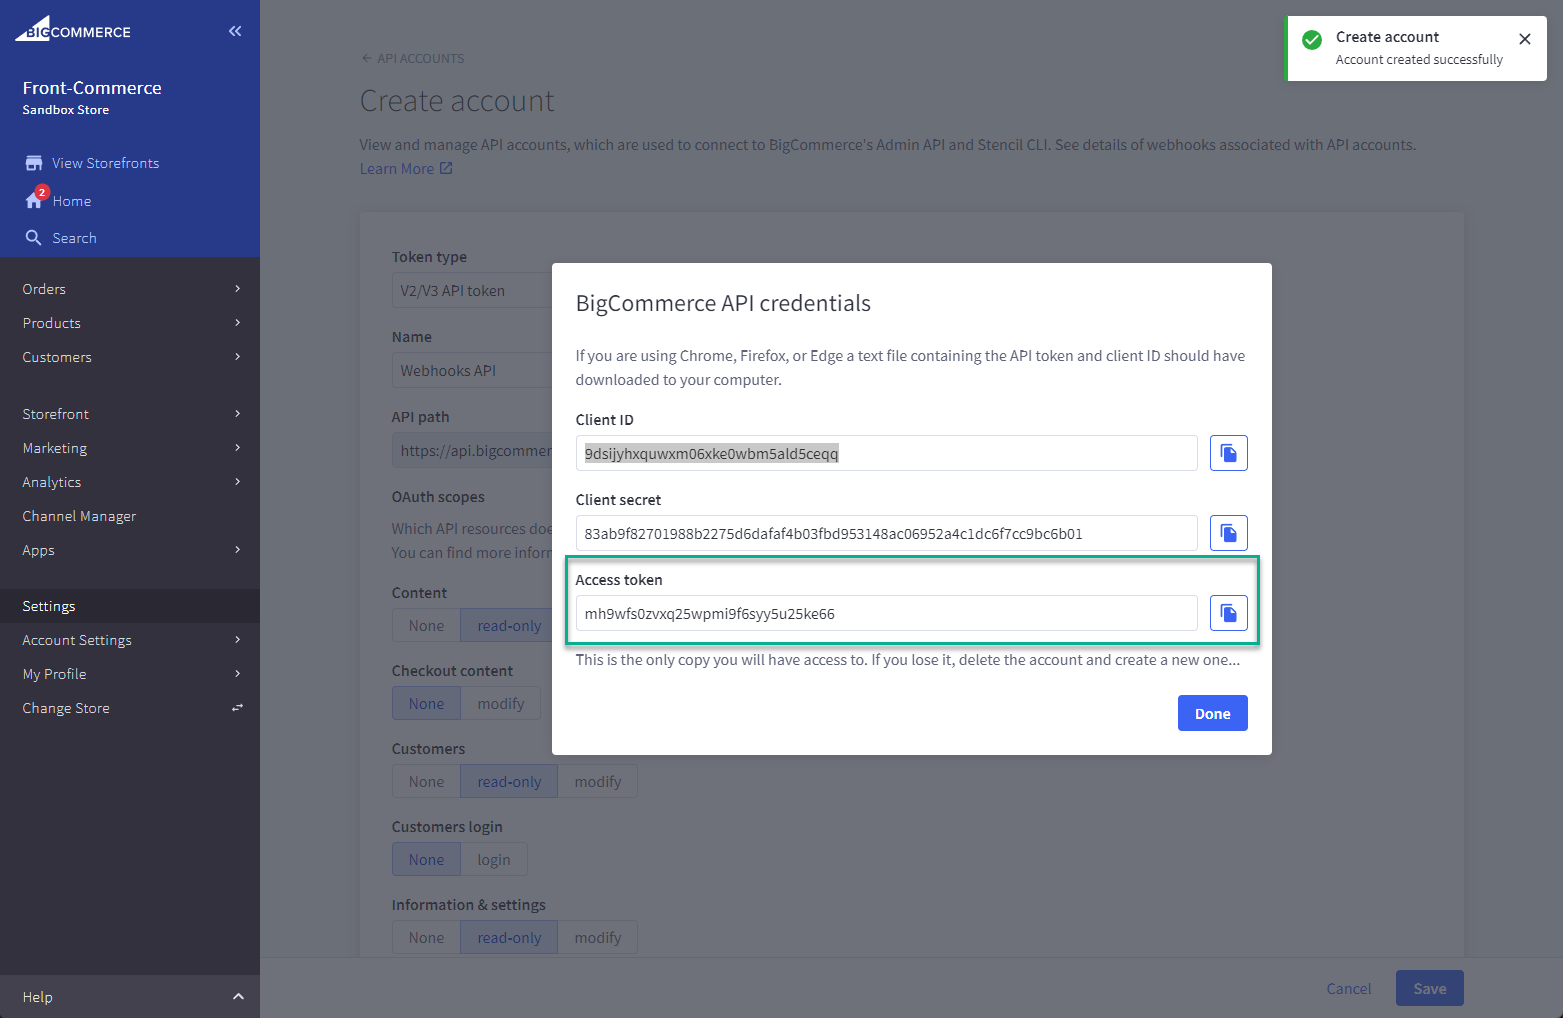 BIGCOMMERCE
Front-Commerce
Sandbox Store
View Storefronts
2
Home
Search
Orders
Products
Customers
Storefront
Marketing
Analytics
Channel Manager
Apps
Settings
Account Settings
My Profile
Change Store
Help
API ACCOUNTS
Create account
View and manage API accounts, which are used to connect to BigCommerce's Admin API and Stencil CLI. See details of webhooks associated with API accounts.
Learn More
Token type
V2/V3 API token
Name
Webhooks API
API path
https://api.bigcommer
OAuth scopes
Which API resources doe
You can find more inforr
Content
None read-only
Checkout content
None modify
Customers
None read-only modify
Customers login
None login
Information & settings
None read-only modify
Cancel Save
BigCommerce API credentials
If you are using Chrome, Firefox, or Edge a text file containing the API token and client ID should have
downloaded to your computer.
Client ID
9dsijyhxquwxm06xke0wbm5ald5ceqq
Client secret
83ab9f82701988b2275d6dafaf4b03fbd953148ac06952a4c1dc6f7cc9bc6b01
Access token
mh9wfs0zvxq25wpmi9f6syy5u25ke66
This is the only copy you will have access to. If you lose it, delete the account and create a new one...
Done
Create account
Account created successfully